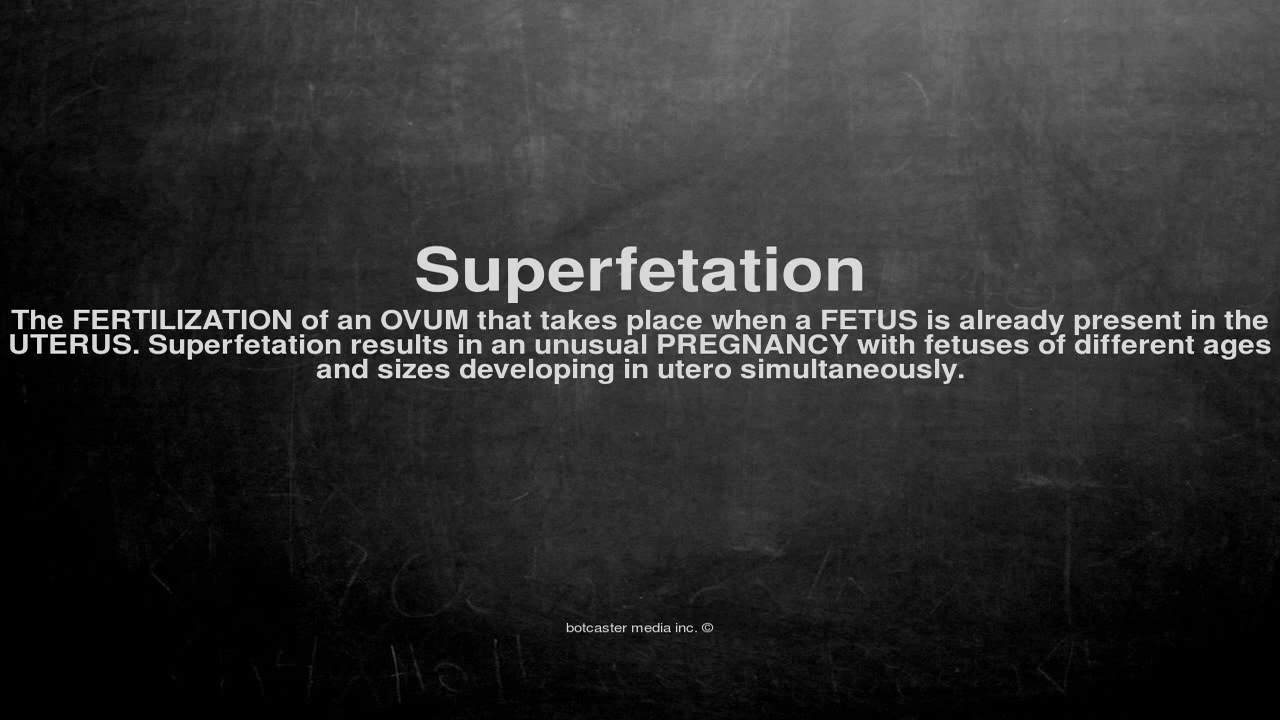 Superfetation
The FERTILIZATION of an OVUM that takes place when a FETUS is already present in the
UTERUS. Superfetation results in an unusual PREGNANCY with fetuses of different ages
and sizes developing in utero simultaneously.
botcaster media inc. ©